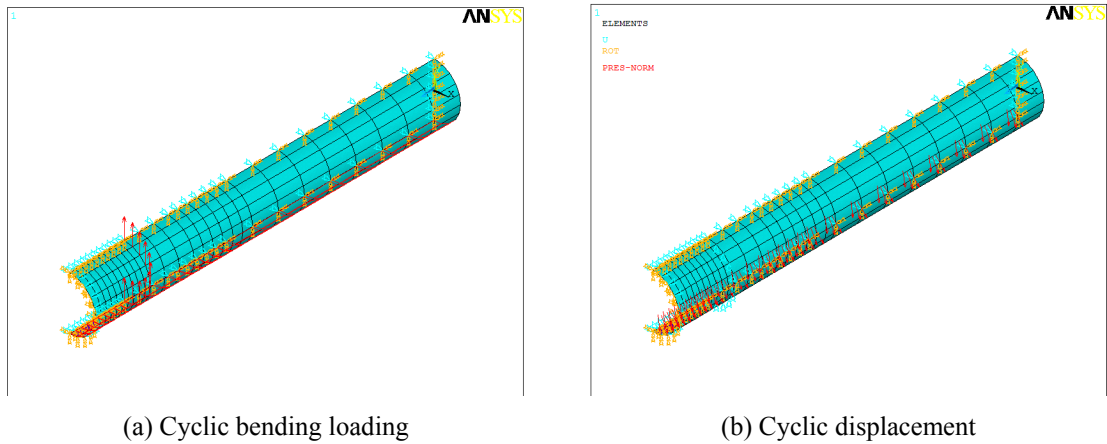 1
ANSYS
X
(a) Cyclic bending loading
1
ANSYS
ELEMENTS
U
ROT
PRES-NORM
X
(b) Cyclic displacement